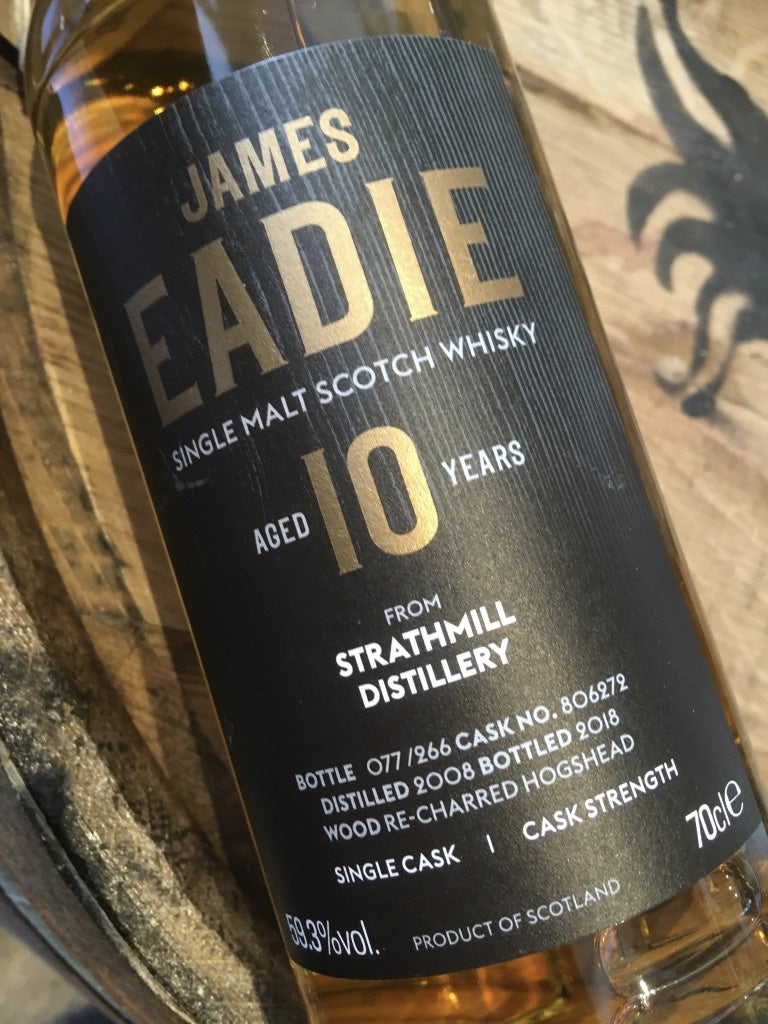 JAMES
EADIE
SINGLE MALT SCOTCH WHISKY
AGED 10 YEARS
FROM
STRATHMILL
DISTILLERY
BOTTLE 077/266 CASK NO. 806272
DISTILLED 2008 BOTTLED 2018
WOOD RE-CHARRED HOGSHEAD
SINGLE CASK | CASK STRENGTH
70cl e
59.3%vol. PRODUCT OF SCOTLAND